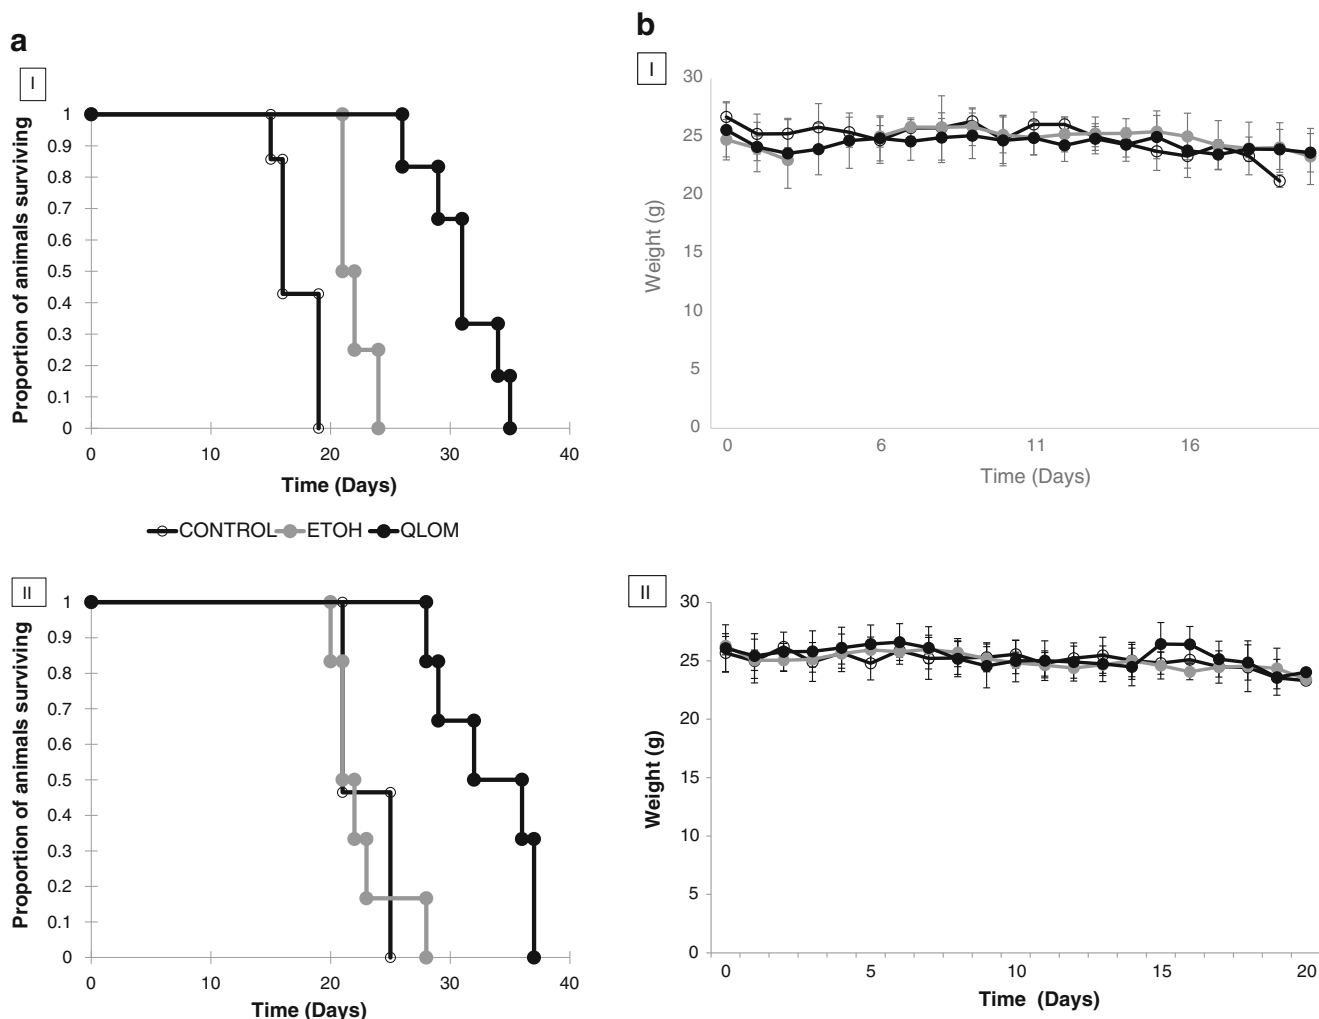 a
I
Proportion of animals surviving
1
0.9
0.8
0.7
0.6
0.5
0.4
0.3
0.2
0.1
0
0 10 20 30 40
Time (Days)
CONTROL ETOH QLOM
II
Proportion of animals surviving
1
0.9
0.8
0.7
0.6
0.5
0.4
0.3
0.2
0.1
0
0 10 20 30 40
Time (Days)
b
I
Weight (g)
30
25
20
15
10
5
0
0 6 11 16
Time (Days)
II
Weight (g)
30
25
20
15
10
5
0
0 5 10 15 20
Time (Days)